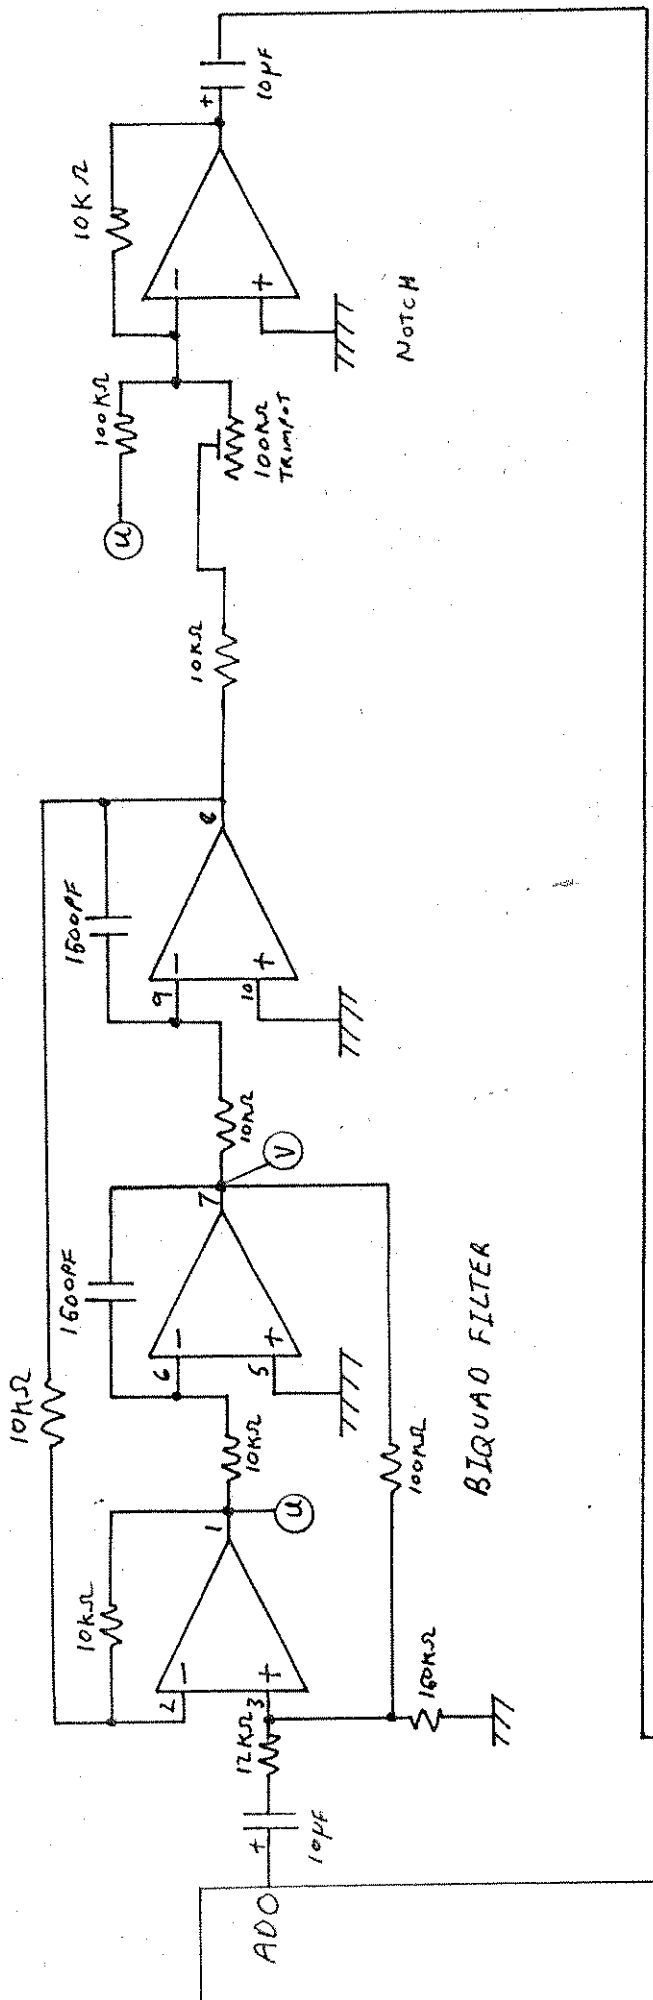 ADO
+
10µF
12KΩ
2
3
−
+
10KΩ
1
U
160KΩ
10KΩ
10KΩ
6
5
−
+
1600PF
7
V
100KΩ
BIQUAD FILTER
10KΩ
9
10
−
+
1600PF
8
10KΩ
U
100KΩ
100KΩ
TRIMPOT
−
+
10KΩ
NOTCH
+
10µF